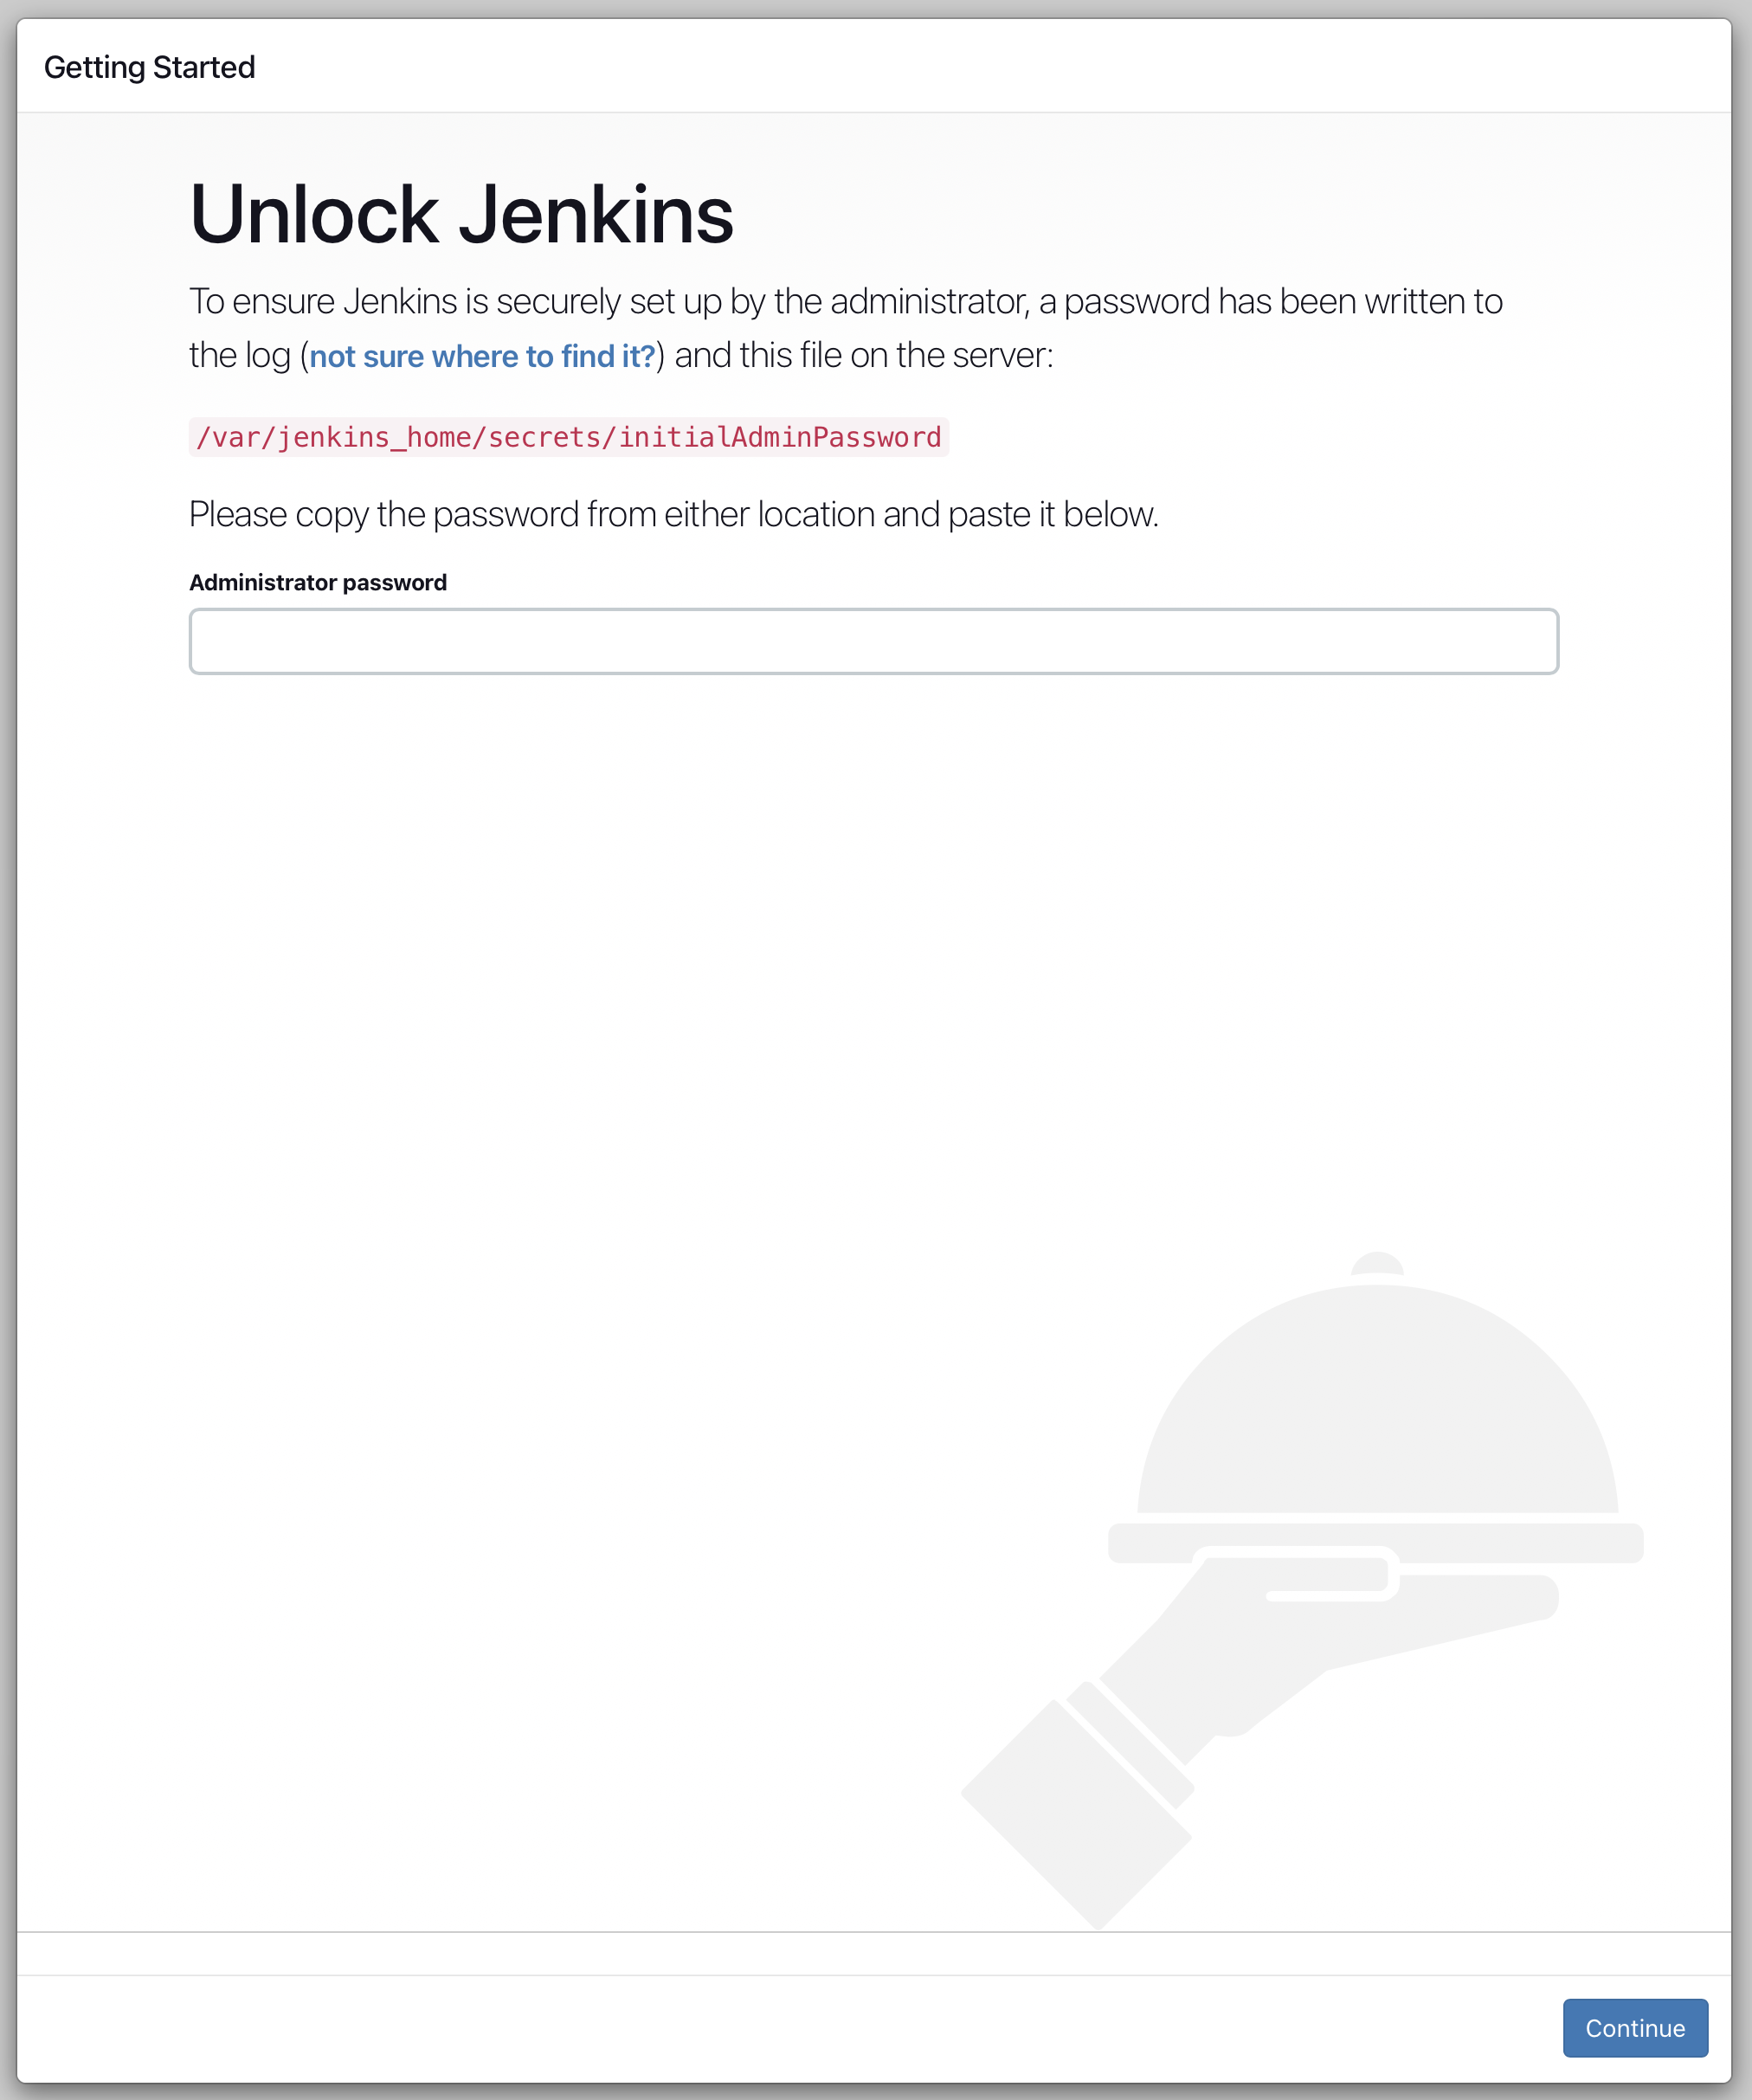 Getting Started
Unlock Jenkins
To ensure Jenkins is securely set up by the administrator, a password has been written to
the log (not sure where to find it?) and this file on the server:
/var/jenkins_home/secrets/initialAdminPassword
Please copy the password from either location and paste it below.
Administrator password
Continue